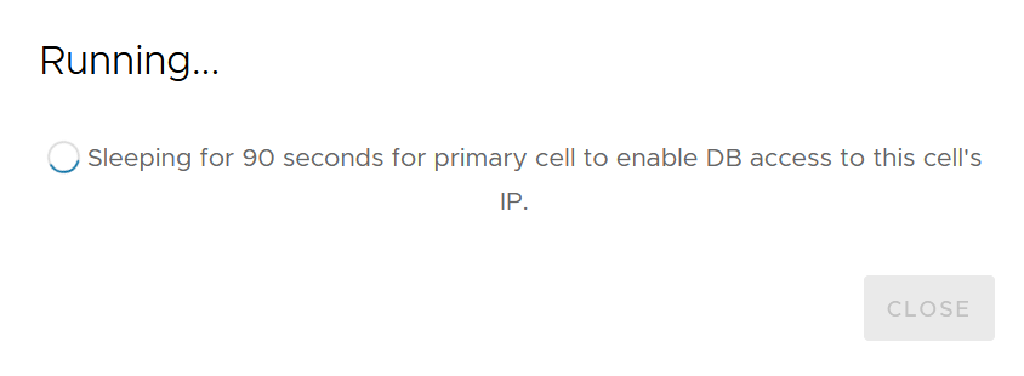 Running...
Sleeping for 90 seconds for primary cell to enable DB access to this cell's
IP.
CLOSE